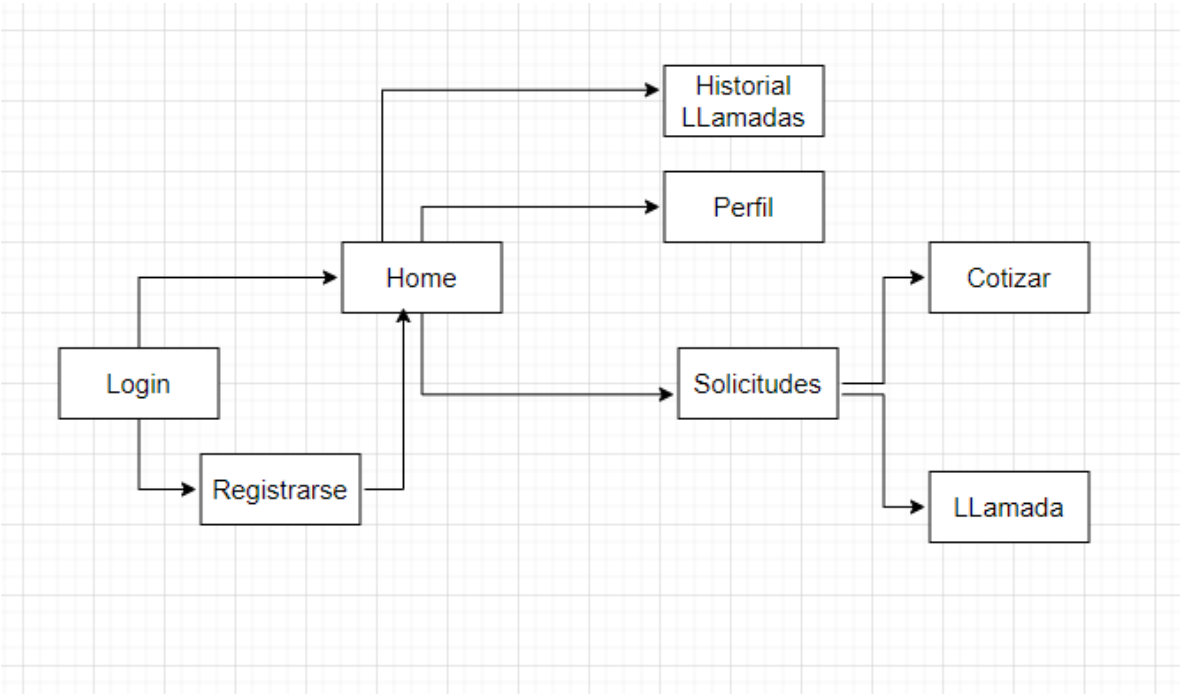 Historial
LLamadas
Perfil
Home
Cotizar
Login
Solicitudes
Registrarse
LLamada